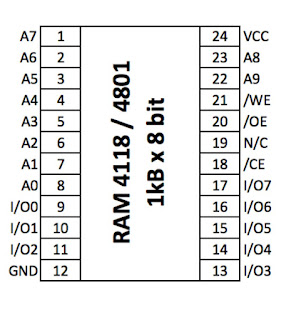 A7 1 24 VCC
A6 2 23 A8
A5 3 22 A9
A4 4 21 /WE
A3 5 20 /OE
A2 6 19 N/C
A1 7 18 /CE
A0 8 17 I/O7
I/O0 9 16 I/O6
I/O1 10 15 I/O5
I/O2 11 14 I/O4
GND 12 13 I/O3
RAM 4118 / 4801
1kB x 8 bit